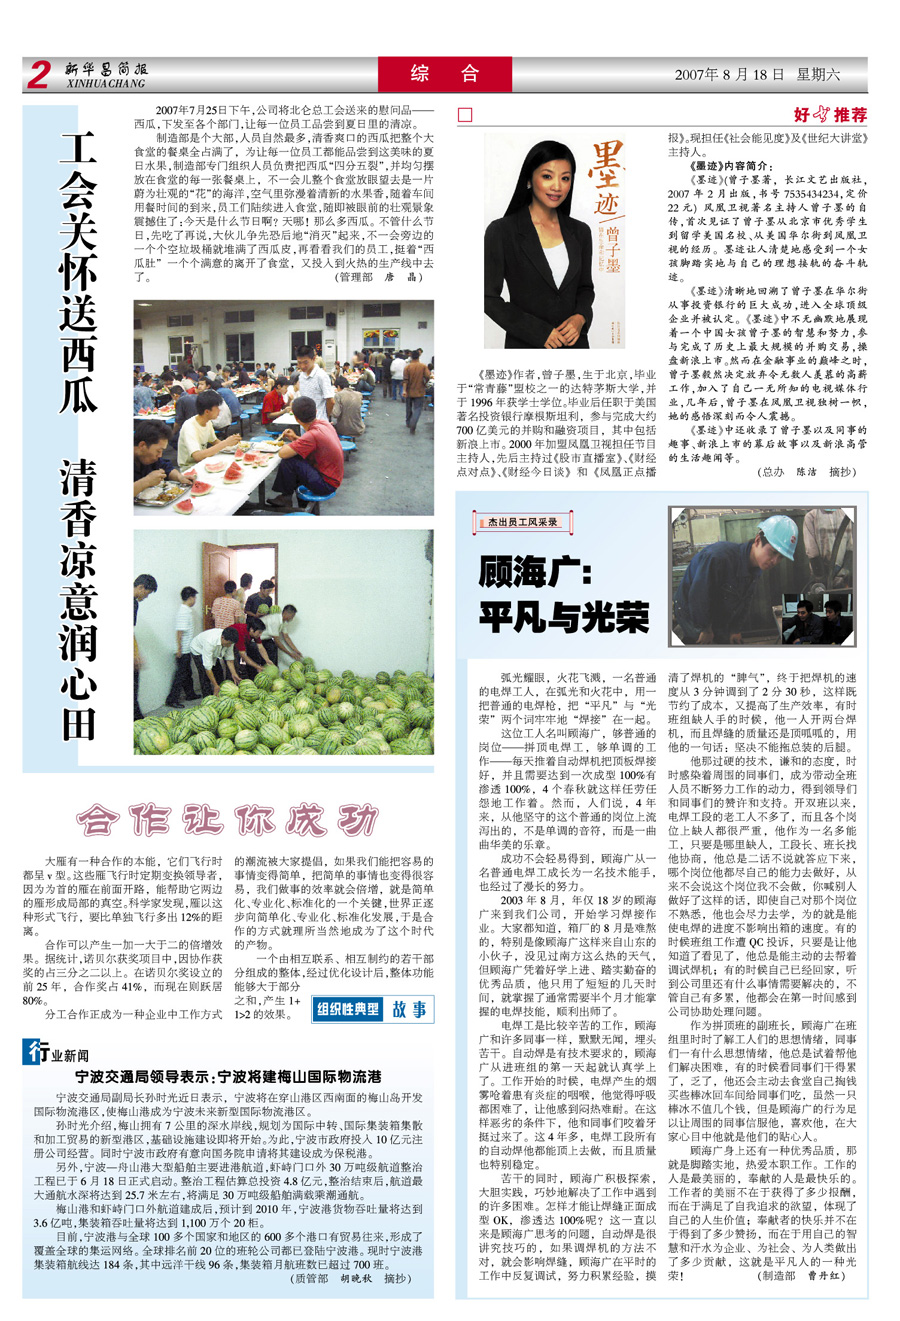 2 新华昌简报
XINHUACHANG
综 合
2007年8月18日 星期六
工会关怀送西瓜 清香凉意润心田
2007年7月25日下午,公司将北仑总工会送来的慰问品——
西瓜,下发至各个部门,让每一位员工品尝到夏日里的清凉。
制造部是个大部,人员自然最多,清香爽口的西瓜把整个大
食堂的餐桌全占满了，为让每一位员工都能品尝到这美味的夏
日水果,制造部专门组织人员负责把西瓜“四分五裂”,并均匀摆
放在食堂的每一张餐桌上，不一会儿整个食堂放眼望去是一片
蔚为壮观的“花”的海洋,空气里弥漫着清新的水果香,随着车间
用餐时间的到来,员工们陆续进入食堂,随即被眼前的壮观景象
震撼住了:今天是什么节日啊？天哪！那么多西瓜。不管什么节
日,先吃了再说,大伙儿争先恐后地“消灭”起来,不一会旁边的
一个个空垃圾桶就堆满了西瓜皮,再看看我们的员工,挺着“西
瓜肚”一个个满意的离开了食堂，又投入到火热的生产线中去
了。 (管理部 唐 晶)
合作让你成功
大雁有一种合作的本能，它们飞行时
都呈 v 型。这些雁飞行时定期变换领导者，
因为为首的雁在前面开路，能帮助它两边
的雁形成局部的真空。科学家发现,雁以这
种形式飞行，要比单独飞行多出 12%的距
离。
合作可以产生一加一大于二的倍增效
果。据统计,诺贝尔获奖项目中,因协作获
奖的占三分之二以上。在诺贝尔奖设立的
前 25 年，合作奖占 41%，而现在则跃居
80%。
分工合作正成为一种企业中工作方式
的潮流被大家提倡，如果我们能把容易的
事情变得简单，把简单的事情也变得很容
易，我们做事的效率就会倍增，就是简单
化、专业化、标准化的一个关键,世界正逐
步向简单化、专业化、标准化发展,于是合
作的方式就理所当然地成为了这个时代
的产物。
一个由相互联系、相互制约的若干部
分组成的整体,经过优化设计后,整体功能
能够大于部分
之和,产生 1+
1>2 的效果。
组织性典型 故 事
行业新闻
宁波交通局领导表示:宁波将建梅山国际物流港
宁波交通局副局长孙时光近日表示，宁波将在穿山港区西南面的梅山岛开发
国际物流港区,使梅山港成为宁波未来新型国际物流港区。
孙时光介绍,梅山拥有 7 公里的深水岸线,规划为国际中转、国际集装箱集散
和加工贸易的新型港区,基础设施建设即将开始。为此,宁波市政府投入 10 亿元注
册公司经营。同时宁波市政府有意向国务院申请将其建设成为保税港。
另外,宁波—舟山港大型船舶主要进港航道,虾峙门口外 30 万吨级航道整治
工程已于 6 月 18 日正式启动。整治工程估算总投资 4.8 亿元,整治结束后,航道最
大通航水深将达到 25.7 米左右,将满足 30 万吨级船舶满载乘潮通航。
梅山港和虾峙门口外航道建成后,预计到 2010 年,宁波港货物吞吐量将达到
3.6 亿吨,集装箱吞吐量将达到 1,100 万个 20 柜。
目前,宁波港与全球 100 多个国家和地区的 600 多个港口有贸易往来,形成了
覆盖全球的集运网络。全球排名前 20 位的班轮公司都已登陆宁波港。现时宁波港
集装箱航线达 184 条,其中远洋干线 96 条,集装箱月航班数已超过 700 班。
(质管部 胡晓秋 摘抄)
好书推荐
墨迹
曾子墨
《墨迹》作者,曾子墨,生于北京,毕业
于“常青藤”盟校之一的达特茅斯大学,并
于 1996 年获学士学位。毕业后任职于美国
著名投资银行摩根斯坦利，参与完成大约
700 亿美元的并购和融资项目，其中包括
新浪上市。2000 年加盟凤凰卫视担任节目
主持人,先后主持过《股市直播室》、《财经
点对点》、《财经今日谈》和《凤凰正点播
报》。现担任《社会能见度》及《世纪大讲堂》
主持人。
《墨迹》内容简介：
《墨迹》(曾子墨著，长江文艺出版社,
2007 年 2 月出版,书号 7535434234,定价
22 元) 凤凰卫视著名主持人曾子墨的自
传,首次见证了曾子墨从北京市优秀学生
到留学美国名校、从美国华尔街到凤凰卫
视的经历。墨迹让人清楚地感受到一个女
孩脚踏实地与自己的理想接轨的奋斗轨
迹。
《墨迹》清晰地回溯了曾子墨在华尔街
从事投资银行的巨大成功,进入全球顶级
企业并被认定。《墨迹》中不无幽默地展现
着一个中国女孩曾子墨的智慧和努力,参
与完成了历史上最大规模的并购交易,操
盘新浪上市。然而在金融事业的巅峰之时,
曾子墨毅然决定放弃令无数人羡慕的高薪
工作,加入了自己一无所知的电视媒体行
业,几年后,曾子墨在凤凰卫视独树一帜,
她的感悟深刻而令人震撼。
《墨迹》中还收录了曾子墨以及同事的
趣事、新浪上市的幕后故事以及新浪高管
的生活趣闻等。
(总办 陈洁 摘抄)
杰出员工风采录
顾海广：
平凡与光荣
弧光耀眼，火花飞溅，一名普通
的电焊工人，在弧光和火花中，用一
把普通的电焊枪，把“平凡”与“光
荣”两个词牢牢地“焊接”在一起。
这位工人名叫顾海广，够普通的
岗位——拼顶电焊工，够单调的工
作——每天推着自动焊机把顶板焊接
好，并且需要达到一次成型 100%有
渗透 100%，4 个春秋就这样任劳任
怨地工作着。然而，人们说，4 年
来，从他坚守的这个普通的岗位上流
泻出的，不是单调的音符，而是一曲
曲华美的乐章。
成功不会轻易得到，顾海广从一
名普通电焊工成长为一名技术能手，
也经过了漫长的努力。
2003 年 8 月，年仅 18 岁的顾海
广来到我们公司，开始学习焊接作
业。大家都知道，箱厂的 8 月是难熬
的，特别是像顾海广这样来自山东的
小伙子，没见过南方这么热的天气，
但顾海广凭着好学上进、踏实勤奋的
优秀品质，他只用了短短的几天时
间，就掌握了通常需要半个月才能掌
握的电焊技能，顺利出师了。
电焊工是比较辛苦的工作，顾海
广和许多同事一样，默默无闻，埋头
苦干。自动焊是有技术要求的，顾海
广从进班组的第一天起就认真学上
了。工作开始的时候，电焊产生的烟
雾呛着患有炎症的咽喉，他觉得呼吸
都困难了，让他感到闷热难耐。在这
样恶劣的条件下，他和同事们咬着牙
挺过来了。这 4 年多，电焊工段所有
的自动焊他都能顶上去做，而且质量
也特别稳定。
苦干的同时，顾海广积极探索，
大胆实践，巧妙地解决了工作中遇到
的许多困难。怎样才能让焊缝正面成
型 OK，渗透达 100%呢？这一直以
来是顾海广思考的问题，自动焊是很
讲究技巧的，如果调焊机的方法不
对，就会影响焊缝，顾海广在平时的
工作中反复调试，努力积累经验，摸
清了焊机的“脾气”，终于把焊机的速
度从 3 分钟调到了 2 分 30 秒，这样既
节约了成本，又提高了生产效率，有时
班组缺人手的时候，他一人开两台焊
机，而且焊缝的质量还是顶呱呱的，用
他的一句话：坚决不能拖总装的后腿。
他那过硬的技术，谦和的态度，时
时感染着周围的同事们，成为带动全班
人员不断努力工作的动力，得到领导们
和同事们的赞许和支持。开双班以来，
电焊工段的老工人不多了，而且各个岗
位上缺人都很严重，他作为一名多能
工，只要是哪里缺人，工段长、班长找
他协商，他总是二话不说就答应下来，
哪个岗位他都尽自己的能力去做好，从
来不会说这个岗位我不会做，你喊别人
做好了这样的话，即使自己对那个岗位
不熟悉，他也会尽力去学，为的就是能
使电焊的进度不影响出箱的速度。有的
时候班组工作遭 QC 投诉，只要是让他
知道了看见了，他总是能主动的去帮着
调试焊机；有的时候自己已经回家，听
到公司里还有什么事情需要解决的，不
管自己有多累，他都会在第一时间感到
公司协助处理问题。
作为拼顶班的副班长，顾海广在班
组里时时了解工人们的思想情绪，同事
们一有什么思想情绪，他总是试着帮他
们解决困难，有的时候看同事们干得累
了，乏了，他还会主动去食堂自己掏钱
买些棒冰回车间给同事们吃，虽然一只
棒冰不值几个钱，但是顾海广的行为足
以让周围的同事信服他，喜欢他，在大
家心目中他就是他们的贴心人。
顾海广身上还有一种优秀品质，那
就是脚踏实地，热爱本职工作。工作的
人是最美丽的，奉献的人是最快乐的。
工作者的美丽不在于获得了多少报酬，
而在于满足了自我追求的欲望，体现了
自己的人生价值；奉献者的快乐并不在
于得到了多少赞扬，而在于用自己的智
慧和汗水为企业、为社会、为人类做出
了多少贡献，这就是平凡人的一种光
荣！ (制造部 曹丹红)